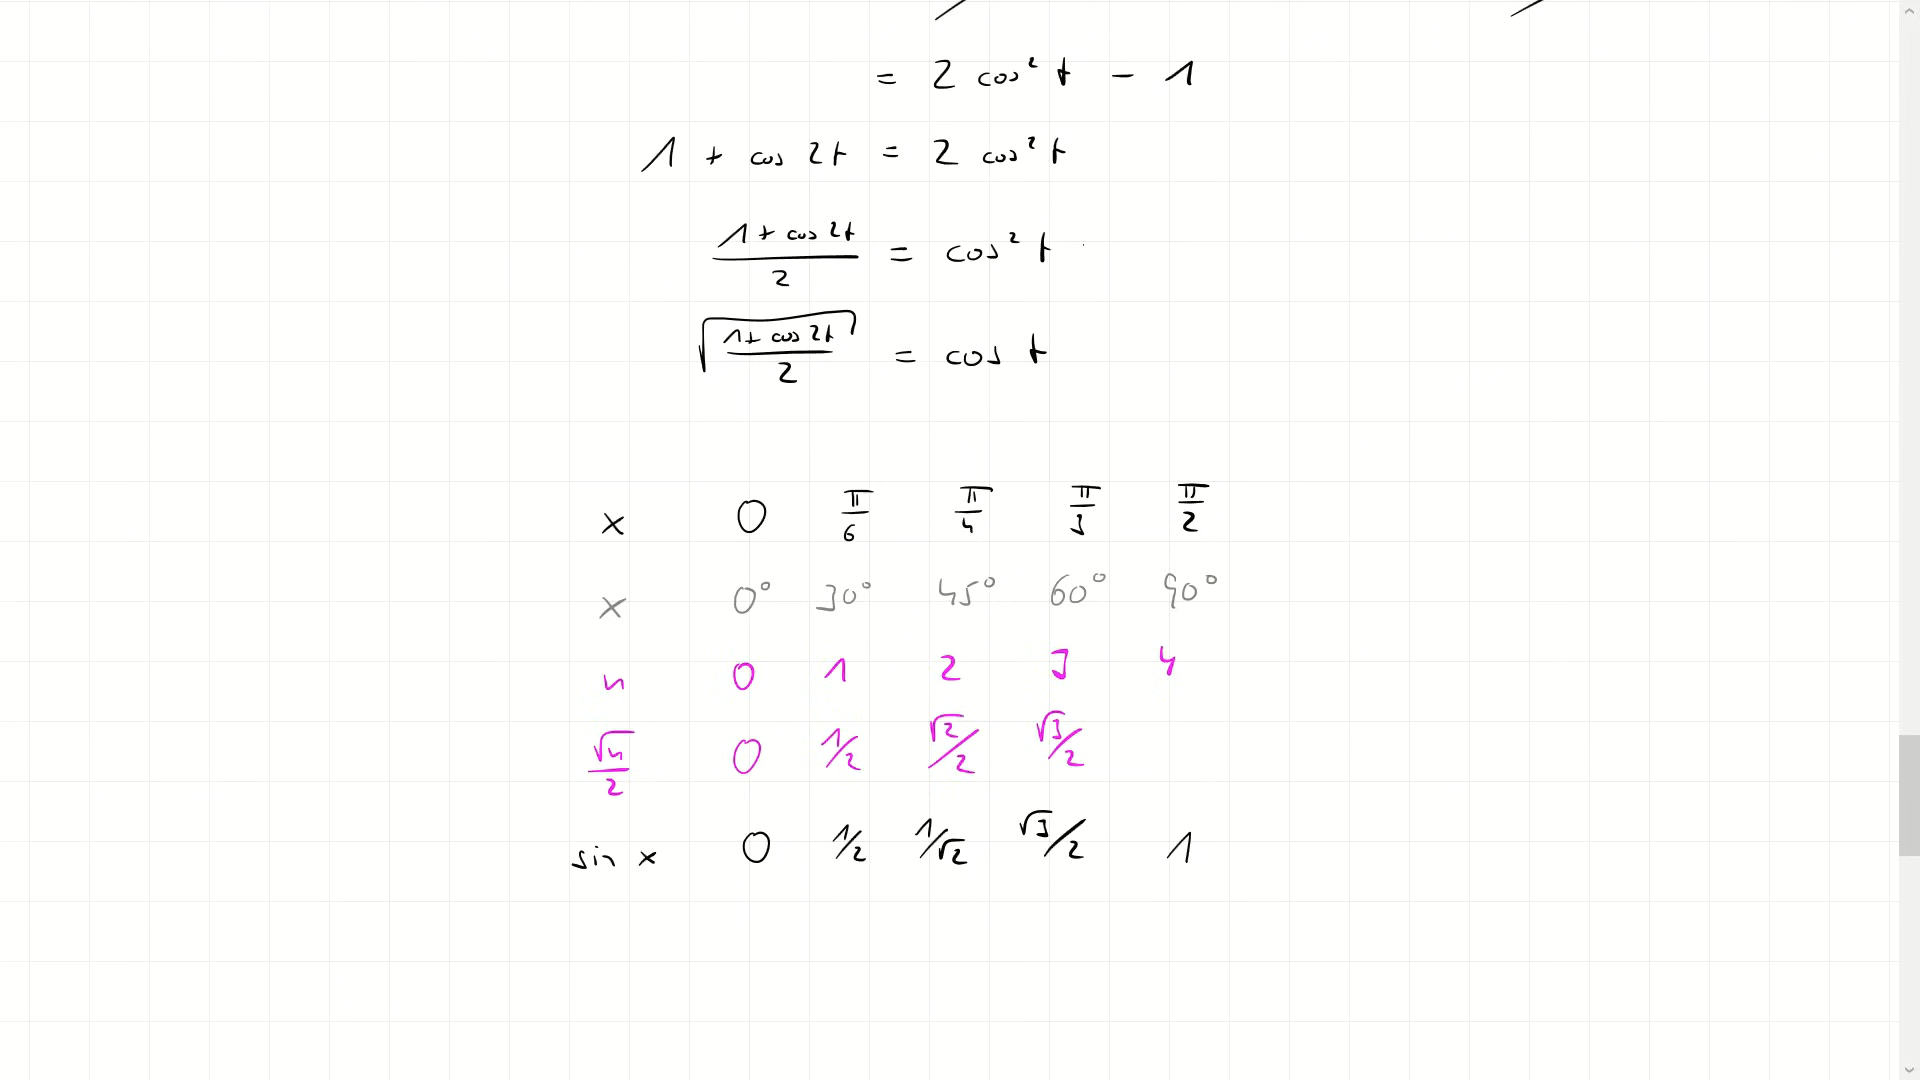 = 2 cos² t - 1
1 + cos 2t = 2 cos² t
(1 + cos 2t)/2 = cos² t
√((1 + cos 2t)/2) = cos t
x 0 π/6 π/4 π/3 π/2
x 0° 30° 45° 60° 90°
n 0 1 2 3 4
√n/2 0 1/2 √2/2 √3/2
sin x 0 1/2 1/√2 √3/2 1